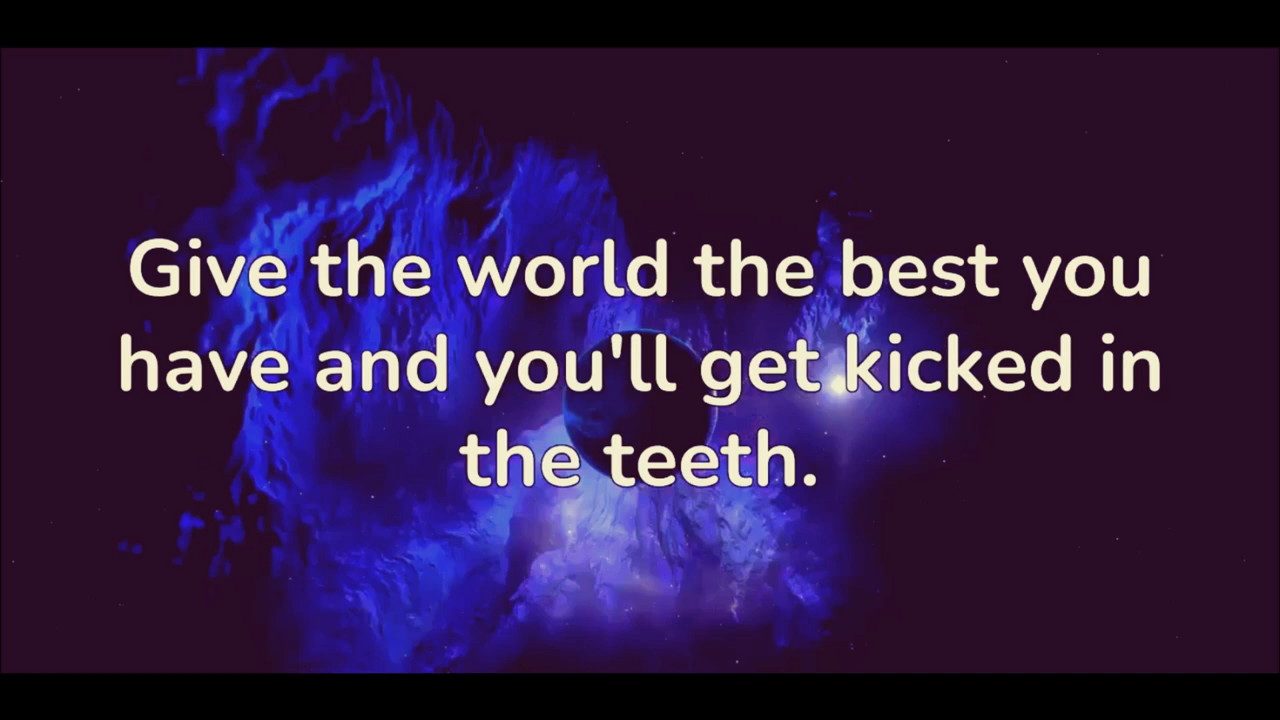 Give the world the best you
have and you'll get kicked in
the teeth.